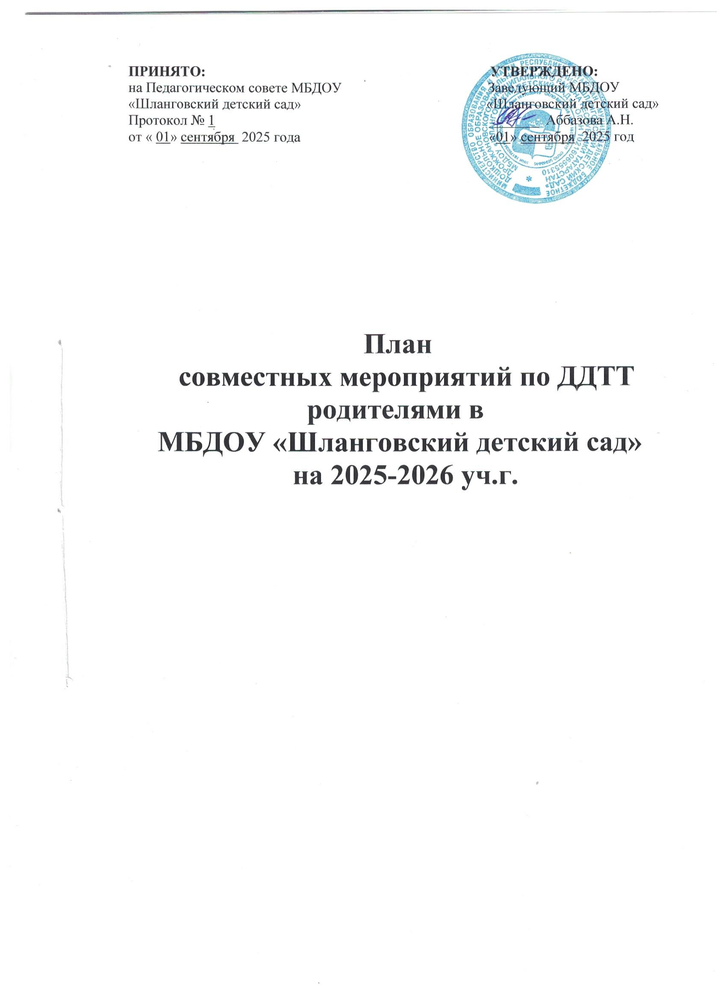 ПРИНЯТО:
на Педагогическом совете МБДОУ
«Шланговский детский сад»
Протокол № 1
от « 01» сентября 2025 года
УТВЕРЖДЕНО:
Заведующий МБДОУ
«Шланговский детский сад»
Аббазова А.Н.
«01» сентября 2025 год
План
совместных мероприятий по ДДТТ
родителями в
МБДОУ «Шланговский детский сад»
на 2025-2026 уч.г.